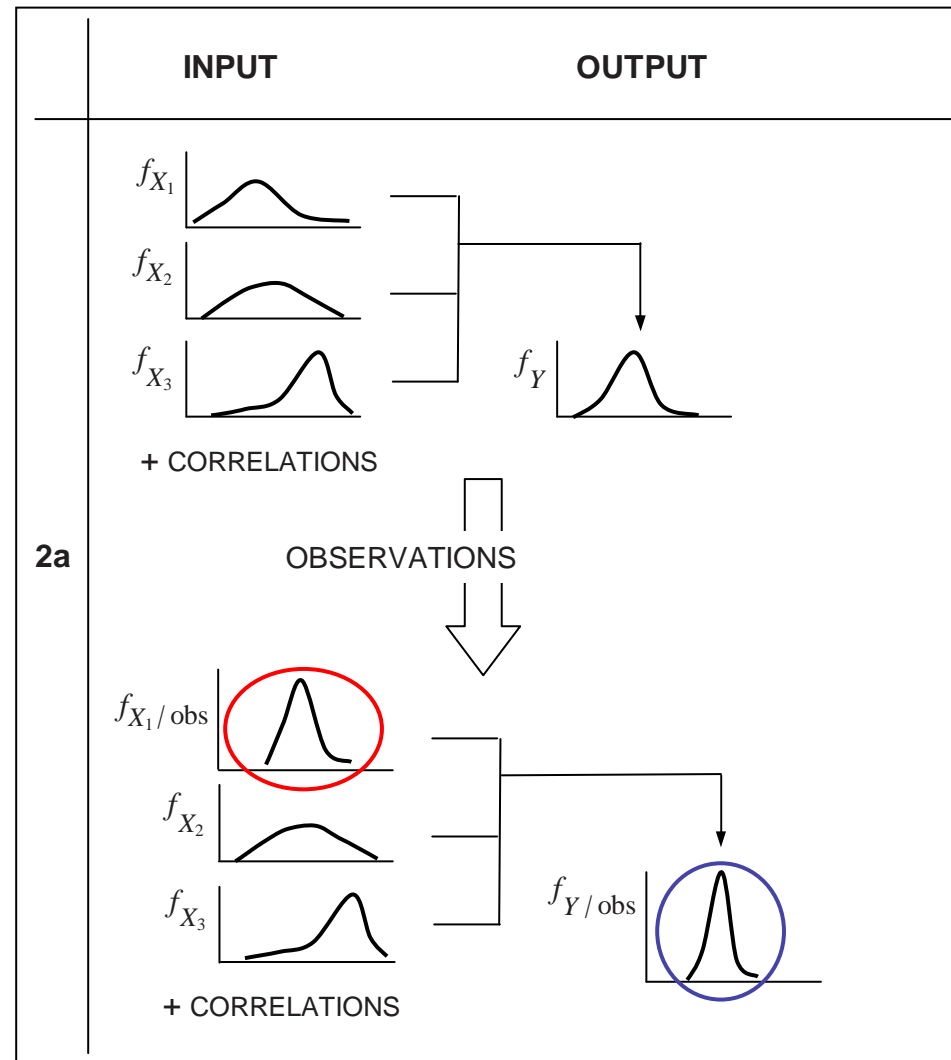 INPUT OUTPUT
f_{X_1}
f_{X_2}
f_{X_3}
f_Y
+ CORRELATIONS
2a
OBSERVATIONS
f_{X_1 / obs}
f_{X_2}
f_{X_3}
f_{Y / obs}
+ CORRELATIONS